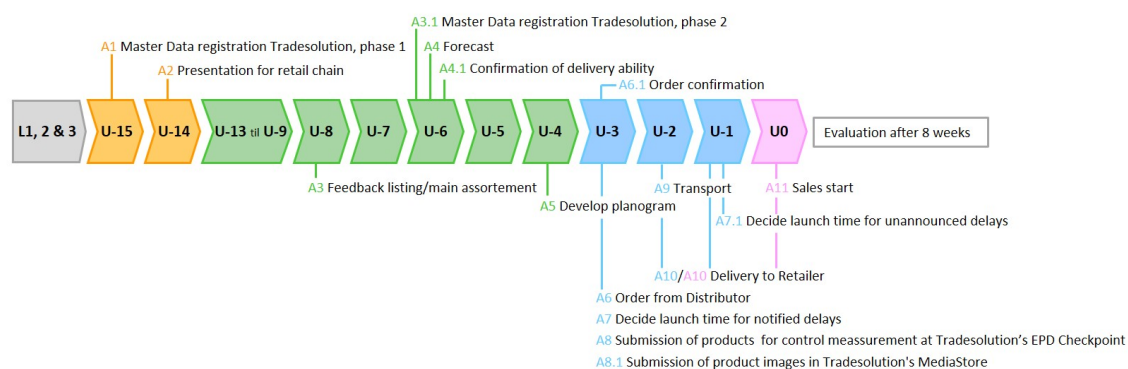 A3.1 Master Data registration Tradesolution, phase 2
A1 Master Data registration Tradesolution, phase 1
A4 Forecast
A2 Presentation for retail chain
A4.1 Confirmation of delivery ability
A6.1 Order confirmation
L1, 2 & 3
U-15
U-14
U-13 til U-9
U-8
U-7
U-6
U-5
U-4
U-3
U-2
U-1
U0
Evaluation after 8 weeks
A3 Feedback listing/main assortement
A9 Transport
A11 Sales start
A5 Develop planogram
A7.1 Decide launch time for unannounced delays
A10/A10 Delivery to Retailer
A6 Order from Distributor
A7 Decide launch time for notified delays
A8 Submission of products for control meassurement at Tradesolution's EPD Checkpoint
A8.1 Submission of product images in Tradesolution's MediaStore